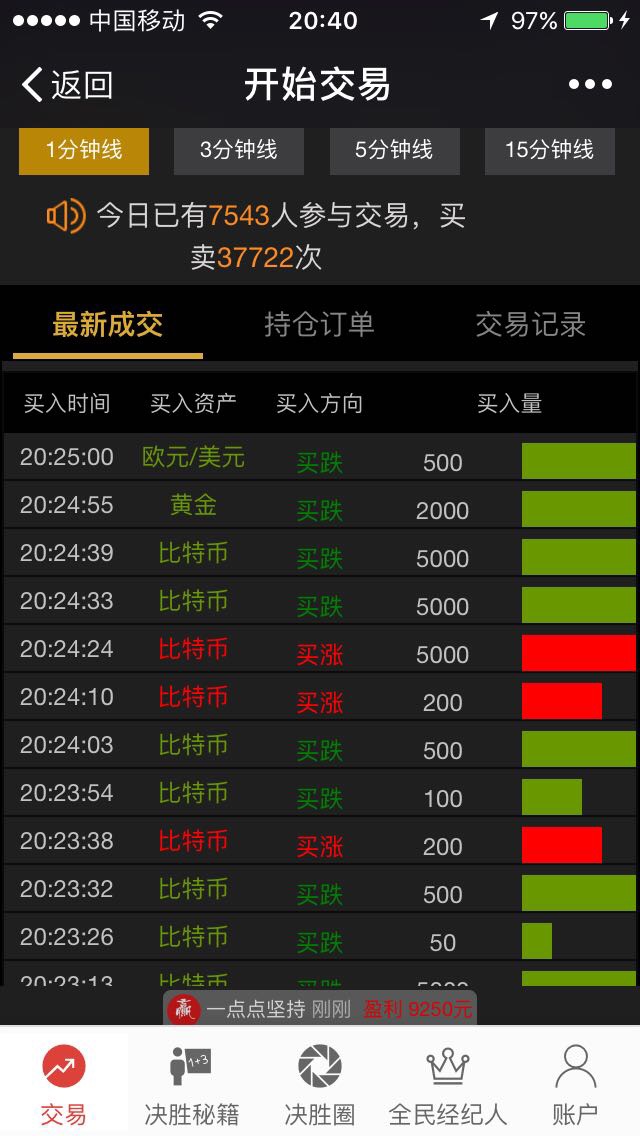 中国移动 20:40 97%
返回 开始交易
1分钟线 3分钟线 5分钟线 15分钟线
今日已有7543人参与交易，买
卖37722次
最新成交 持仓订单 交易记录
买入时间 买入资产 买入方向 买入量
20:25:00 欧元/美元 买跌 500
20:24:55 黄金 买跌 2000
20:24:39 比特币 买跌 5000
20:24:33 比特币 买跌 5000
20:24:24 比特币 买涨 5000
20:24:10 比特币 买涨 200
20:24:03 比特币 买跌 500
20:23:54 比特币 买跌 100
20:23:38 比特币 买涨 200
20:23:32 比特币 买跌 500
20:23:26 比特币 买跌 50
20:23:13 比特币 买跌 5000
赢 一点点坚持 刚刚 盈利 9250元
1+3
交易 决胜秘籍 决胜圈 全民经纪人 账户